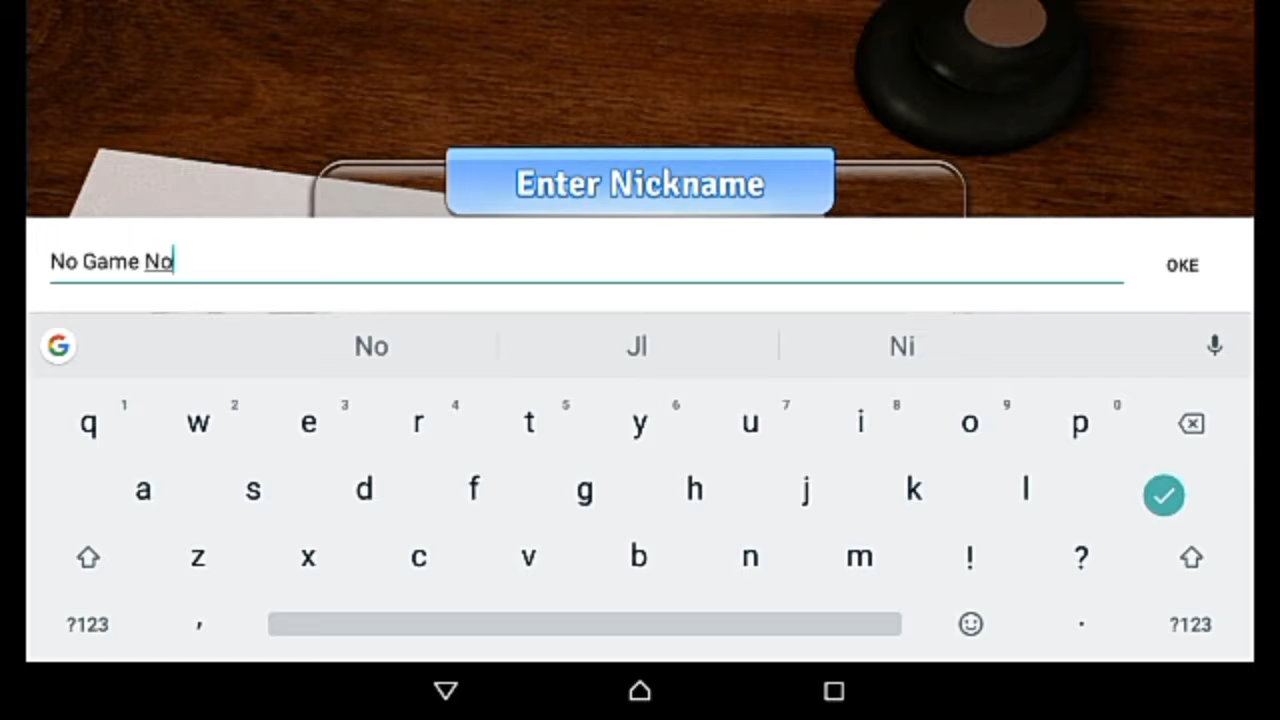 Enter Nickname
No Game No
OKE
No Jl Ni
q 1 w 2 e 3 r 4 t 5 y 6 u 7 i 8 o 9 p 0
a s d f g h j k l
z x c v b n m ! ?
?123 , . ?123